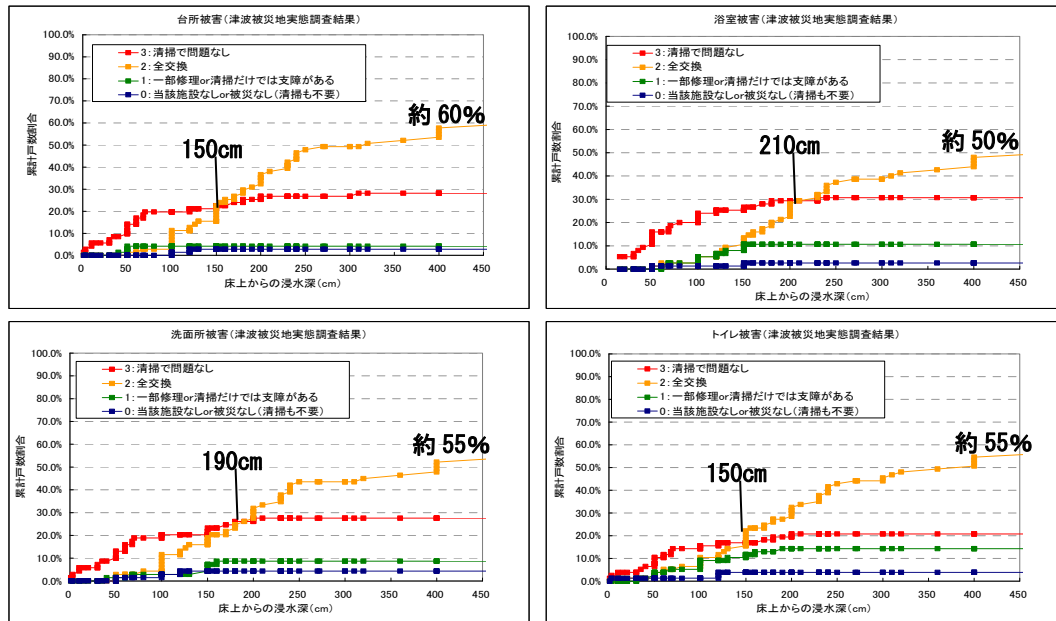 台所被害(津波被災地実態調査結果)
100.0%
90.0%
80.0%
70.0%
60.0%
50.0%
40.0%
30.0%
20.0%
10.0%
0.0%
累計戸数割合
3:清掃で問題なし
2:全交換
1:一部修理or清掃だけでは支障がある
0:当該施設なしor被災なし(清掃も不要)
150cm
約60%
0 50 100 150 200 250 300 350 400 450
床上からの浸水深(cm)
浴室被害(津波被災地実態調査結果)
100.0%
90.0%
80.0%
70.0%
60.0%
50.0%
40.0%
30.0%
20.0%
10.0%
0.0%
累計戸数割合
3:清掃で問題なし
2:全交換
1:一部修理or清掃だけでは支障がある
0:当該施設なしor被災なし(清掃も不要)
210cm
約50%
0 50 100 150 200 250 300 350 400 450
床上からの浸水深(cm)
洗面所被害(津波被災地実態調査結果)
100.0%
90.0%
80.0%
70.0%
60.0%
50.0%
40.0%
30.0%
20.0%
10.0%
0.0%
累計戸数割合
3:清掃で問題なし
2:全交換
1:一部修理or清掃だけでは支障がある
0:当該施設なしor被災なし(清掃も不要)
190cm
約55%
0 50 100 150 200 250 300 350 400 450
床上からの浸水深(cm)
トイレ被害(津波被災地実態調査結果)
100.0%
90.0%
80.0%
70.0%
60.0%
50.0%
40.0%
30.0%
20.0%
10.0%
0.0%
累計戸数割合
3:清掃で問題なし
2:全交換
1:一部修理or清掃だけでは支障がある
0:当該施設なしor被災なし(清掃も不要)
150cm
約55%
0 50 100 150 200 250 300 350 400 450
床上からの浸水深(cm)